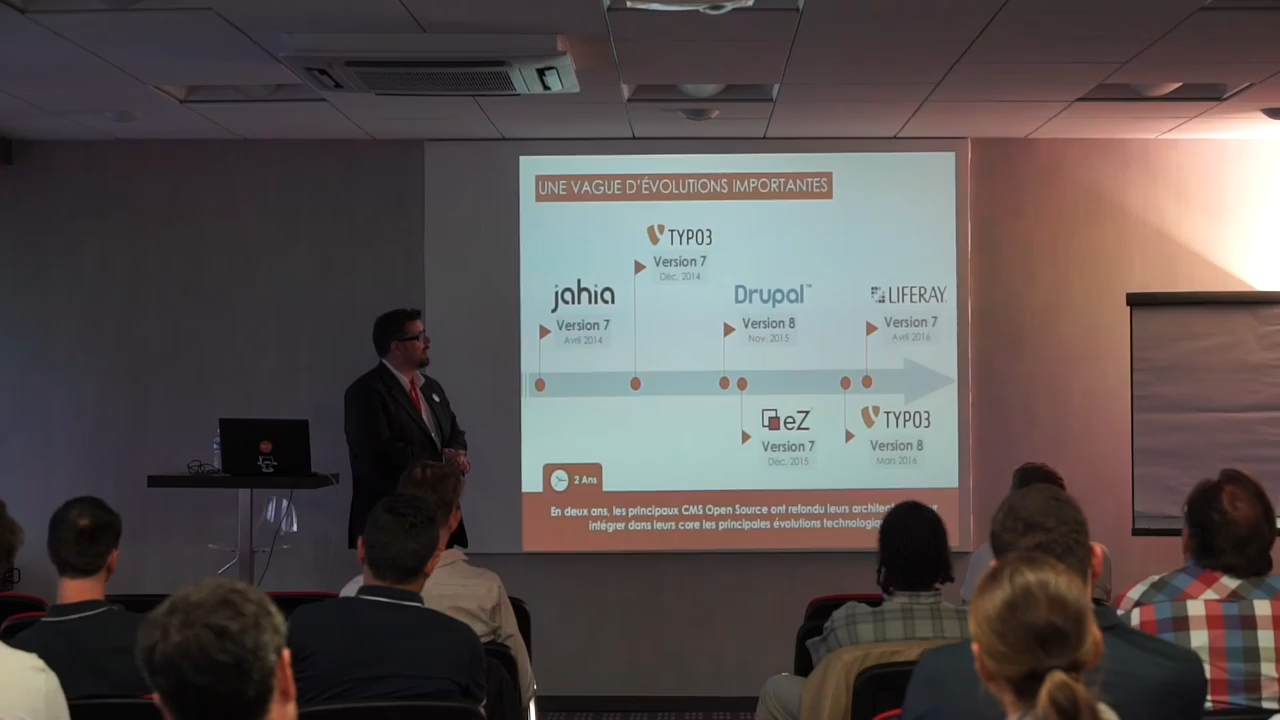 UNE VAGUE D'ÉVOLUTIONS IMPORTANTES
TYPO3
Version 7
Déc. 2014
jahia
Version 7
Avril 2014
Drupal™
Version 8
Nov. 2015
LIFERAY
Version 7
Avril 2016
eZ
Version 7
Déc. 2015
TYPO3
Version 8
Mars 2016
2 Ans
En deux ans, les principaux CMS Open Source ont refondu leurs
intégrer dans leurs core les principales évolutions